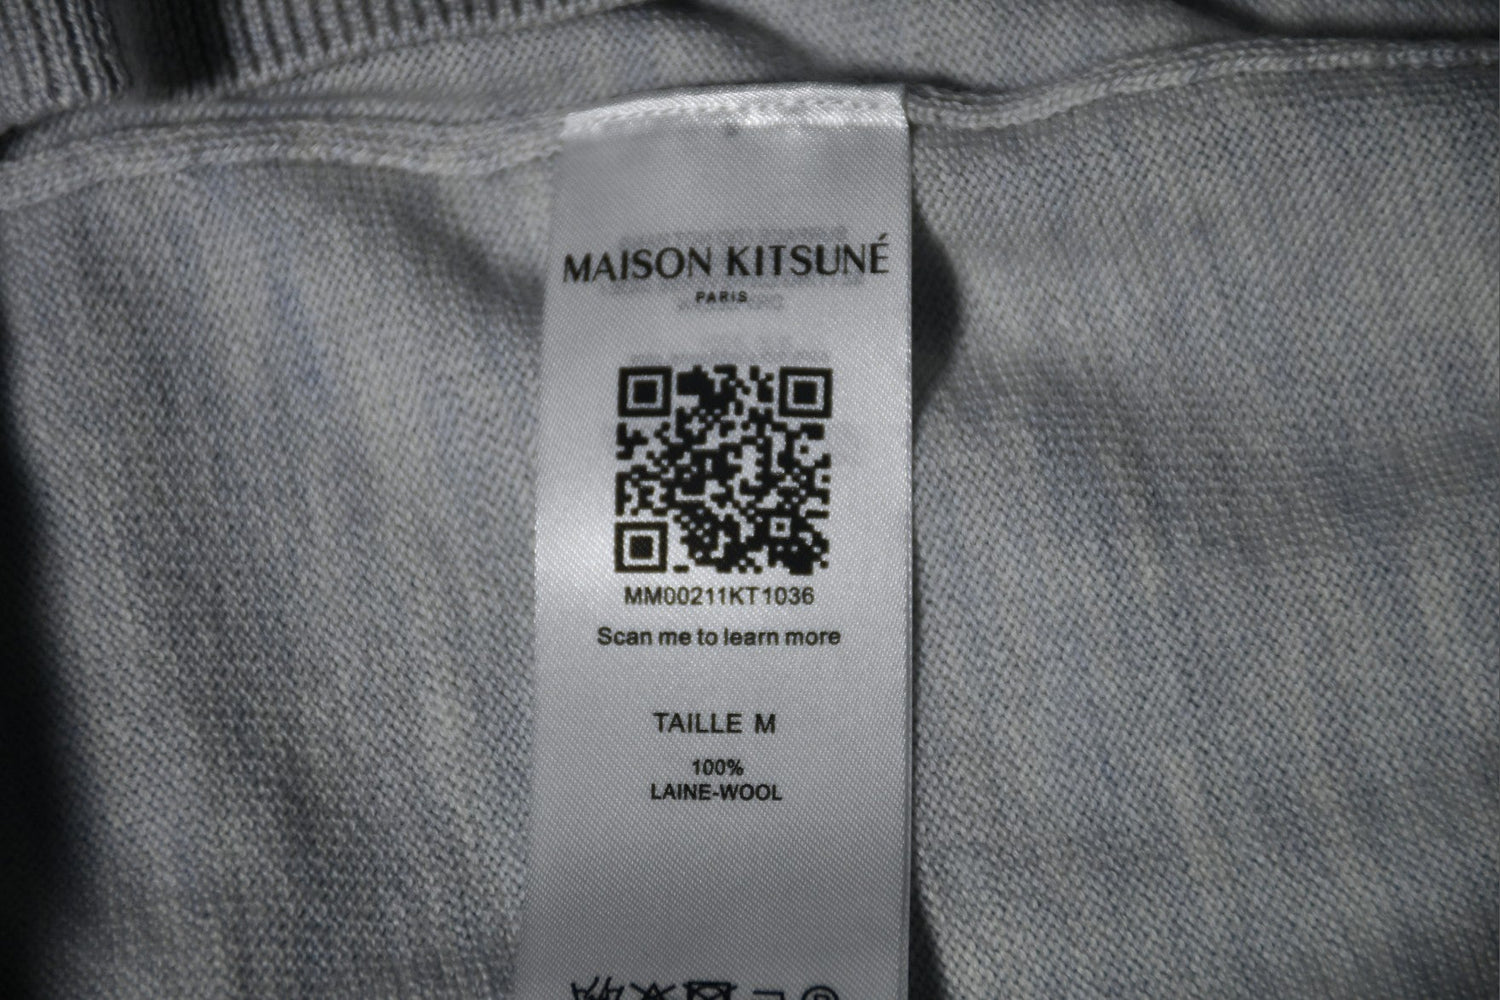 MAISON KITSUNÉ
PARIS
MM00211KT1036
Scan me to learn more
TAILLE M
100%
LAINE-WOOL